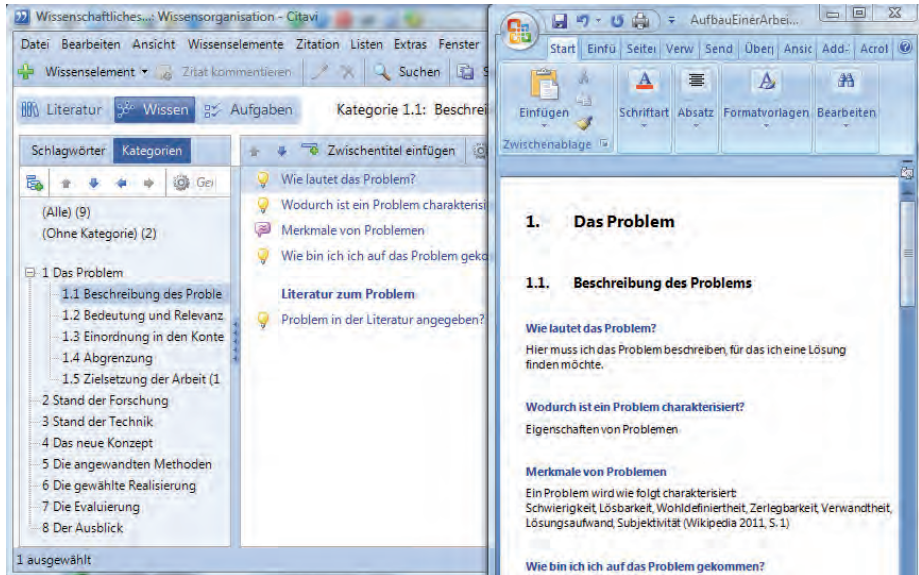 Wissenschaftliches...: Wissensorganisation - Citavi
Datei Bearbeiten Ansicht Wissenselemente Zitation Listen Extras Fenster
Wissenselement Zitat kommentieren Suchen S
Literatur Wissen Aufgaben Kategorie 1.1: Beschrei
Schlagwörter Kategorien
Zwischentitel einfügen
(Alle) (9)
(Ohne Kategorie) (2)
1 Das Problem
1.1 Beschreibung des Proble
1.2 Bedeutung und Relevanz
1.3 Einordnung in den Konte
1.4 Abgrenzung
1.5 Zielsetzung der Arbeit (1
2 Stand der Forschung
3 Stand der Technik
4 Das neue Konzept
5 Die angewandten Methoden
6 Die gewählte Realisierung
7 Die Evaluierung
8 Der Ausblick
1 ausgewählt
Wie lautet das Problem?
Wodurch ist ein Problem charakterisi
Merkmale von Problemen
Wie bin ich ich auf das Problem geko
Literatur zum Problem
Problem in der Literatur angegeben?
AufbauEinerArbei...
Start Einfü Seiter Verw Send Überj Ansic Add- Acrol
Einfügen Schriftart Absatz Formatvorlagen Bearbeiten
Zwischenablage
1. Das Problem
1.1. Beschreibung des Problems
Wie lautet das Problem?
Hier muss ich das Problem beschreiben, für das ich eine Lösung
finden möchte.
Wodurch ist ein Problem charakterisiert?
Eigenschaften von Problemen
Merkmale von Problemen
Ein Problem wird wie folgt charakterisiert:
Schwierigkeit, Lösbarkeit, Wohldefiniertheit, Zerlegbarkeit, Verwandtheit,
Lösungsaufwand, Subjektivität (Wikipedia 2011, S. 1)
Wie bin ich ich auf das Problem gekommen?